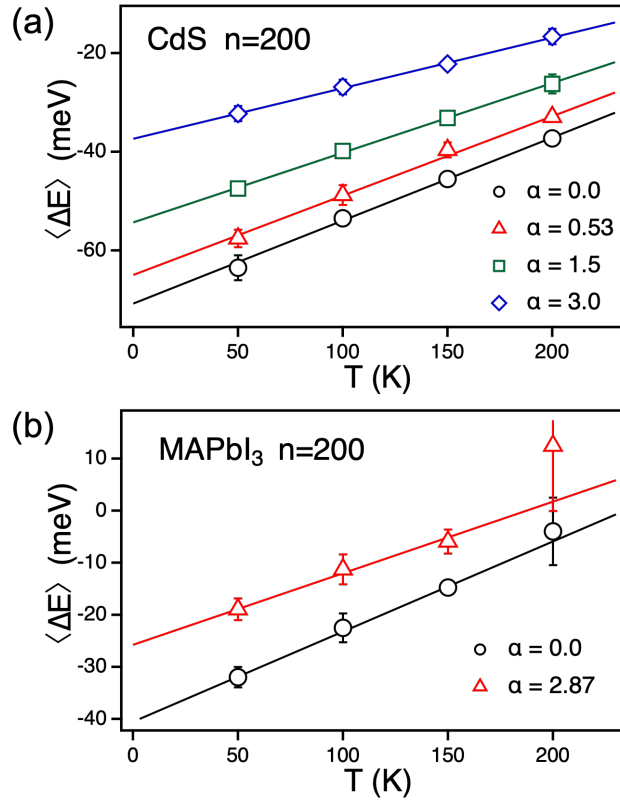 (a)
CdS n=200
-20
-40
-60
⟨ΔE⟩ (meV)
α = 0.0
α = 0.53
α = 1.5
α = 3.0
0 50 100 150 200
T (K)
(b)
MAPbI₃ n=200
10
0
-10
-20
-30
-40
⟨ΔE⟩ (meV)
α = 0.0
α = 2.87
0 50 100 150 200
T (K)